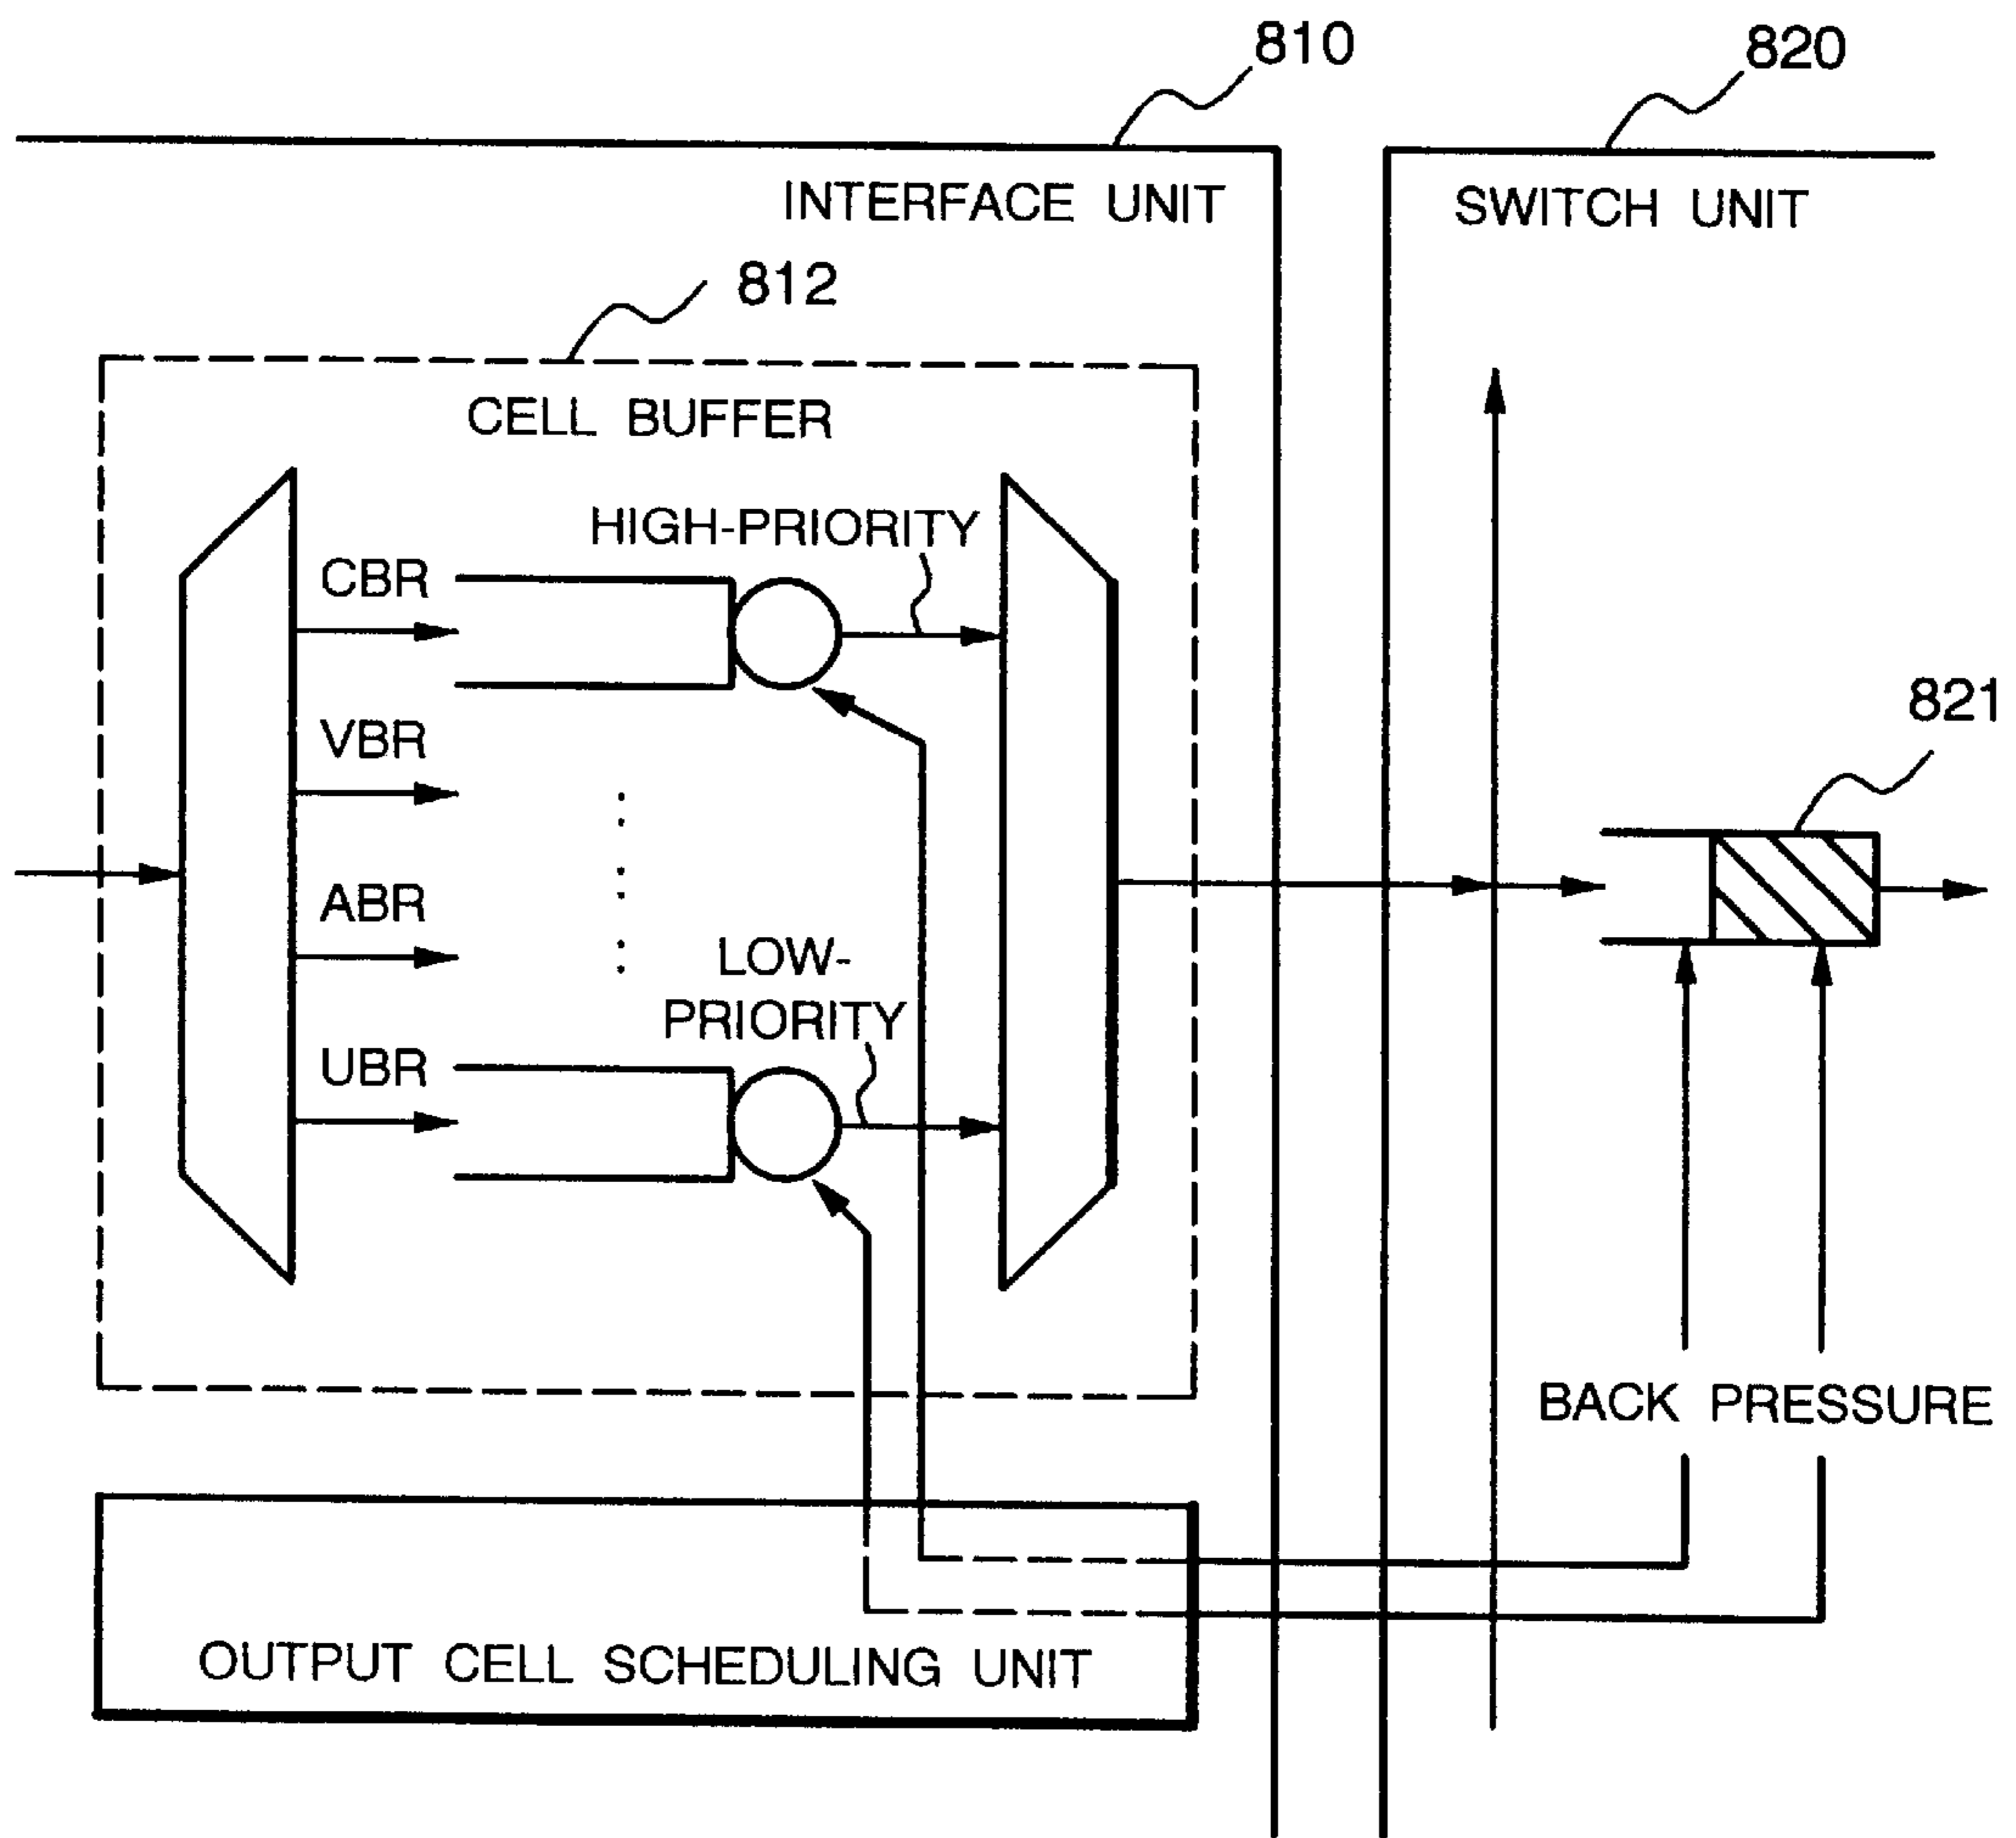 810
820
INTERFACE UNIT
SWITCH UNIT
812
CELL BUFFER
HIGH-PRIORITY
CBR
821
VBR
ABR
LOW-
PRIORITY
UBR
BACK PRESSURE
OUTPUT CELL SCHEDULING UNIT